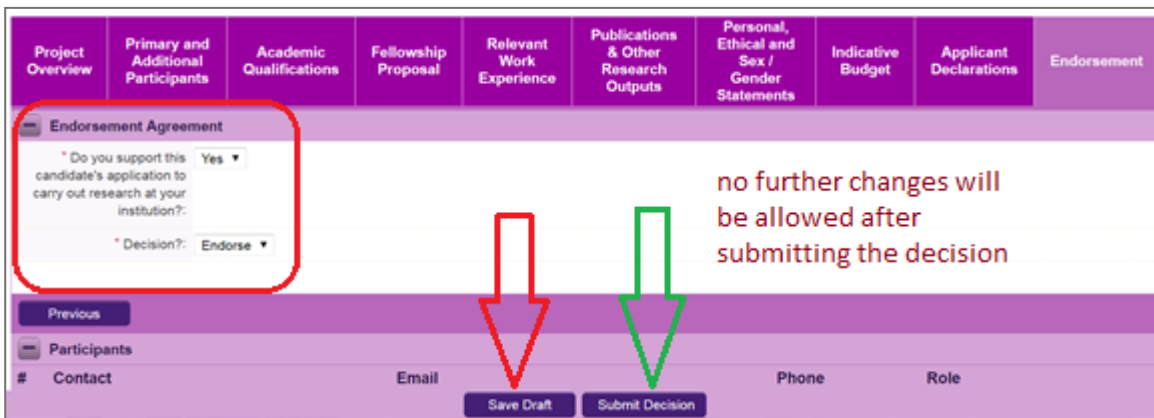 Project
Overview
Primary and
Additional
Participants
Academic
Qualifications
Fellowship
Proposal
Relevant
Work
Experience
Publications
& Other
Research
Outputs
Personal,
Ethical and
Sex /
Gender
Statements
Indicative
Budget
Applicant
Declarations
Endorsement
Endorsement Agreement
* Do you support this
candidate's application to
carry out research at your
institution?:
Yes
* Decision?:
Endorse
no further changes will
be allowed after
submitting the decision
Previous
Participants
# Contact Email Phone Role
Save Draft Submit Decision